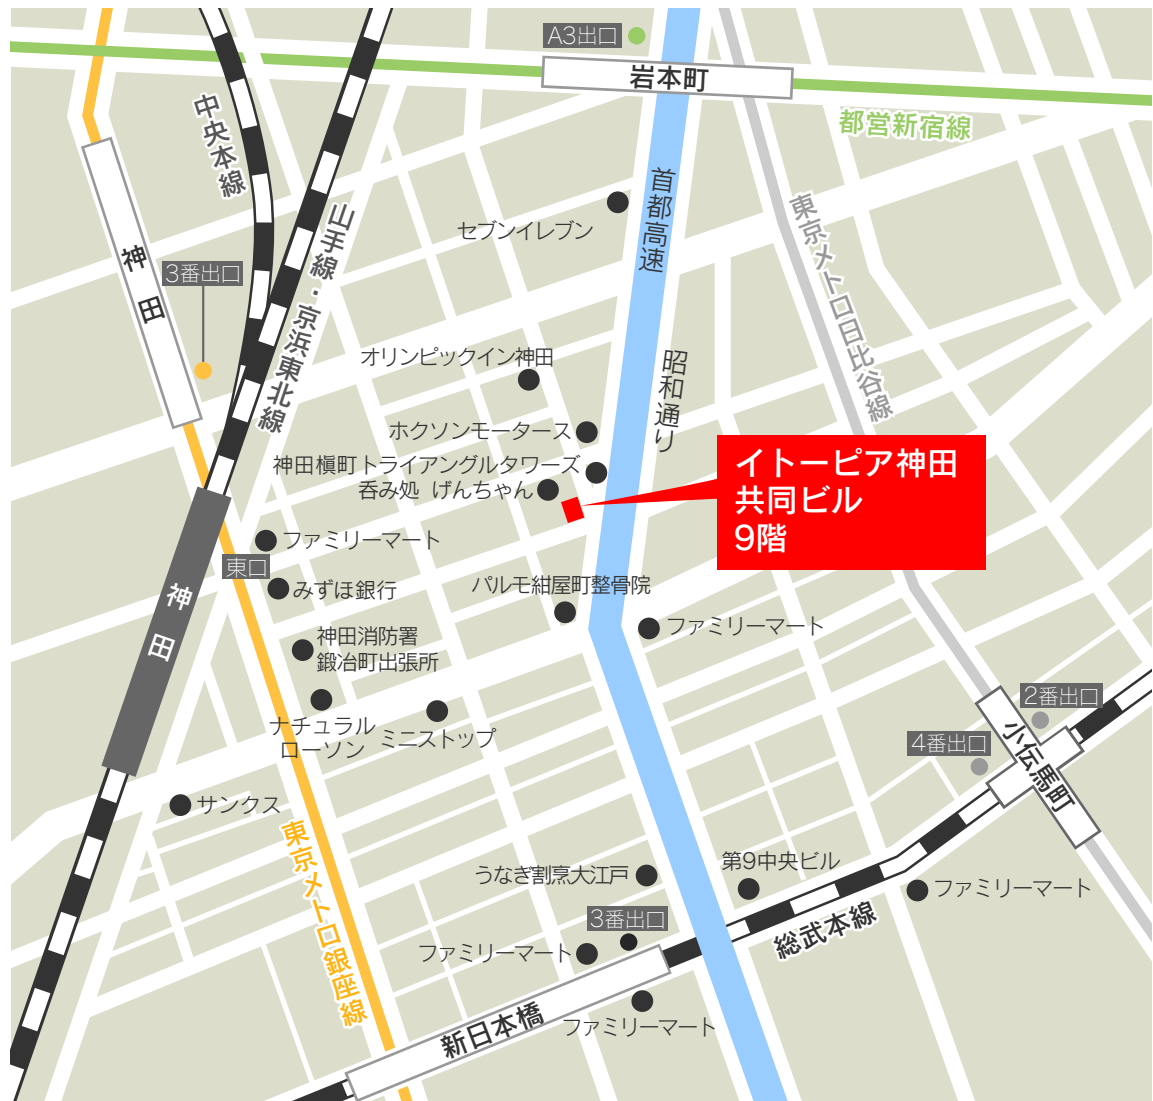 A3出口
岩本町
都営新宿線
中央本線
神田
3番出口
山手線・京浜東北線
首都高速
セブンイレブン
東京メトロ日比谷線
オリンピックイン神田
昭和通り
ホクソンモータース
神田槇町トライアングルタワーズ
呑み処 げんちゃん
イトーピア神田
共同ビル
9階
ファミリーマート
東口
みずほ銀行
神田
パルモ紺屋町整骨院
ファミリーマート
神田消防署
鍛冶町出張所
ナチュラル
ローソン
ミニストップ
2番出口
4番出口
小伝馬町
サンクス
東京メトロ銀座線
うなぎ割烹大江戸
第9中央ビル
ファミリーマート
3番出口
総武本線
ファミリーマート
新日本橋
ファミリーマート